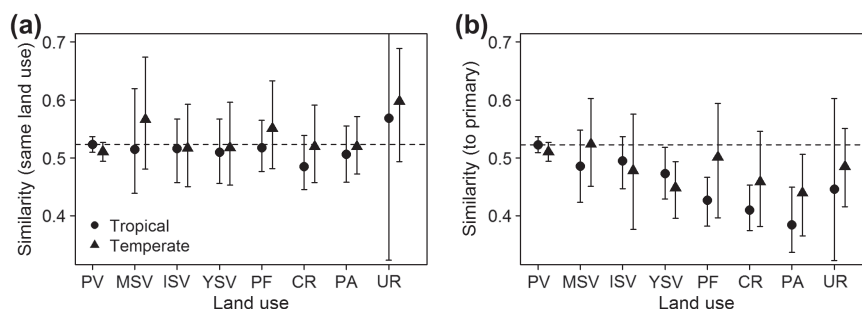 (a)
Similarity (same land use)
0.7
0.6
0.5
0.4
Tropical
Temperate
PV MSV ISV YSV PF CR PA UR
Land use
(b)
Similarity (to primary)
0.7
0.6
0.5
0.4
PV MSV ISV YSV PF CR PA UR
Land use